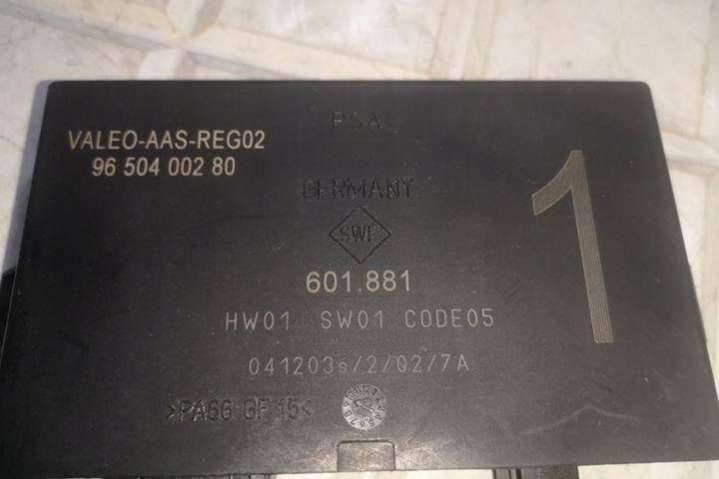 PSA
VALEO-AAS-REG02
96 504 002 80
GERMANY
SWF
601.881
HW01 SW01 CODE05
041203s/2/02/7A
>PA6G GF15<
1